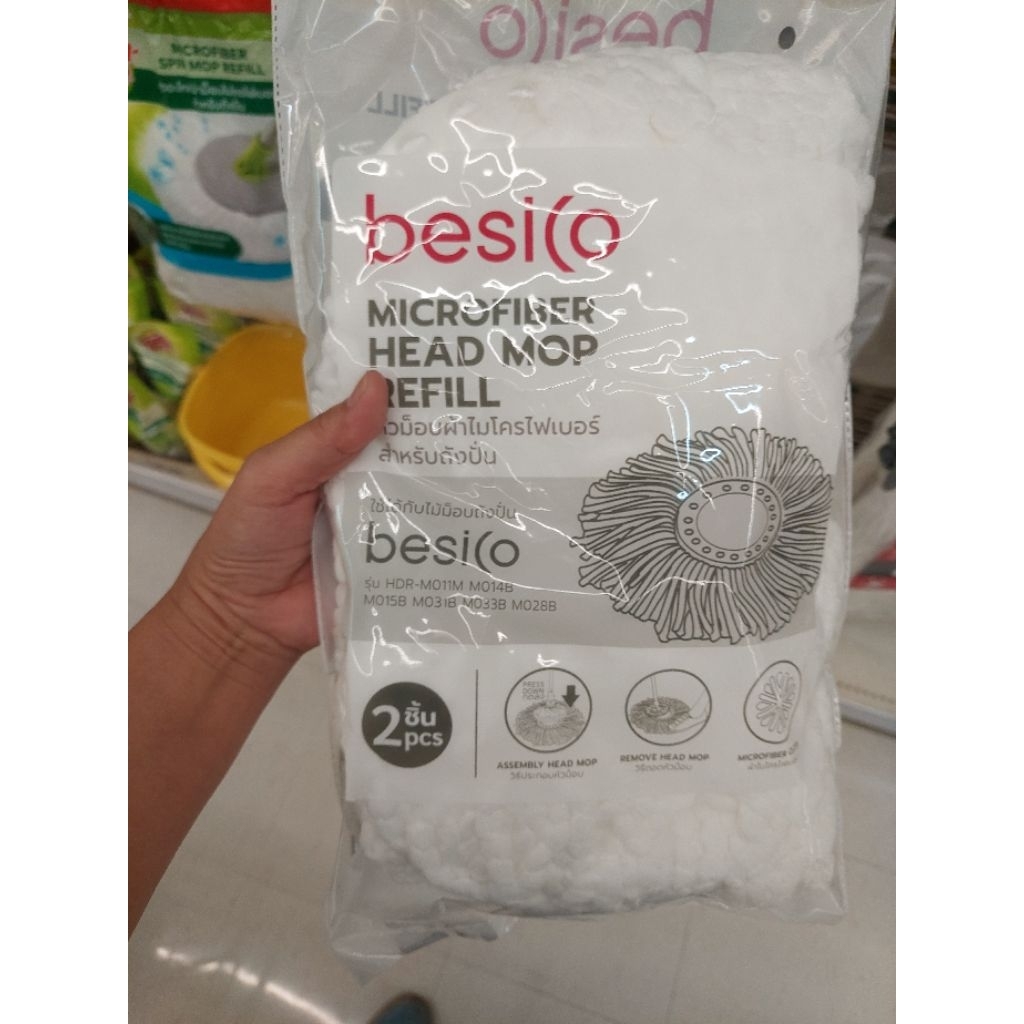 MICROFIBER
SPIN MOP REFILL
besico
besico
MICROFIBER
HEAD MOP
REFILL
หัวม็อบผ้าไมโครไฟเบอร์
สำหรับถังปั่น
ใช้ได้กับไม้ม็อบถังปั่น
besico
รุ่น HDR-M011M M014B
M015B M031B M033B M028B
2 ชิ้น
pcs
PRESS
DOWN
กดลง
ASSEMBLY HEAD MOP
วิธีประกอบหัวม็อบ
REMOVE HEAD MOP
วิธีถอดหัวม็อบ
MICROFIBER